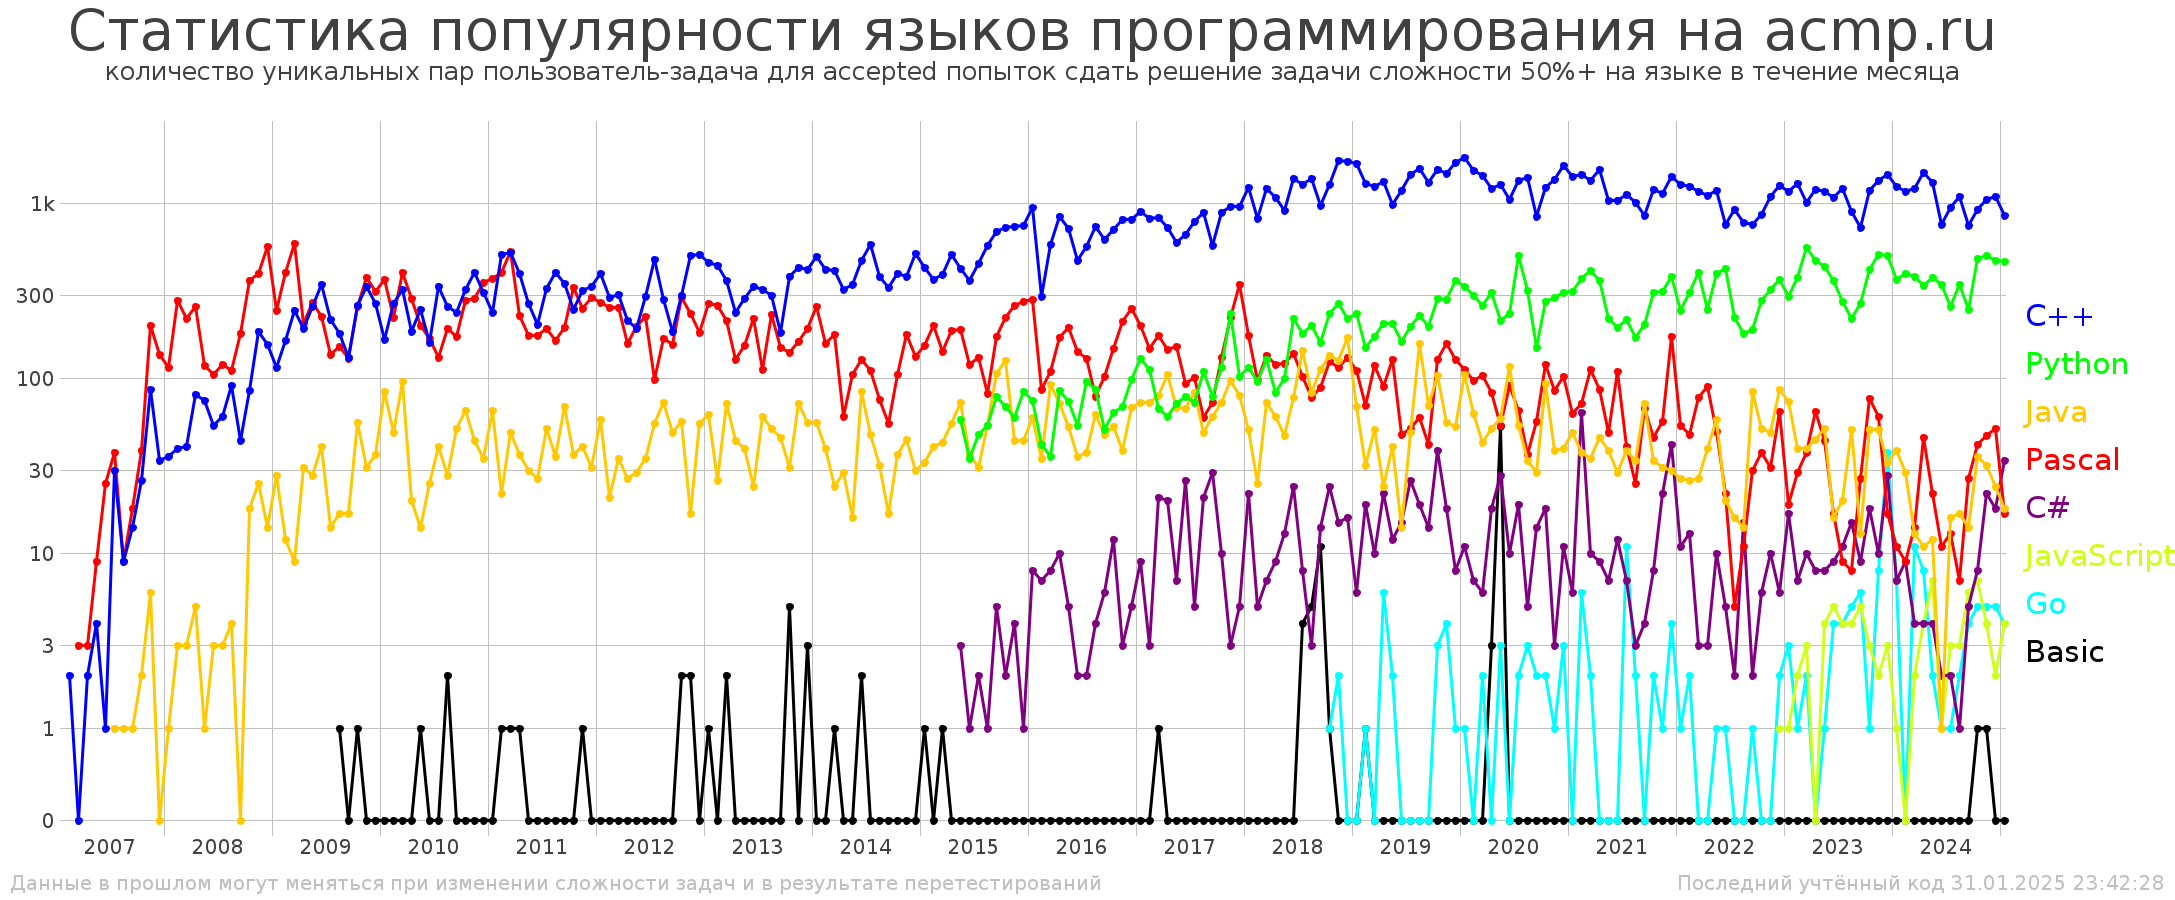 Статистика популярности языков программирования на acmp.ru
количество уникальных пар пользователь-задача для accepted попыток сдать решение задачи сложности 50%+ на языке в течение месяца
1k
300
100
30
10
3
1
0
C++
Python
Java
Pascal
C#
JavaScript
Go
Basic
2007 2008 2009 2010 2011 2012 2013 2014 2015 2016 2017 2018 2019 2020 2021 2022 2023 2024
Данные в прошлом могут меняться при изменении сложности задач и в результате перетестирований
Последний учтённый код 31.01.2025 23:42:28